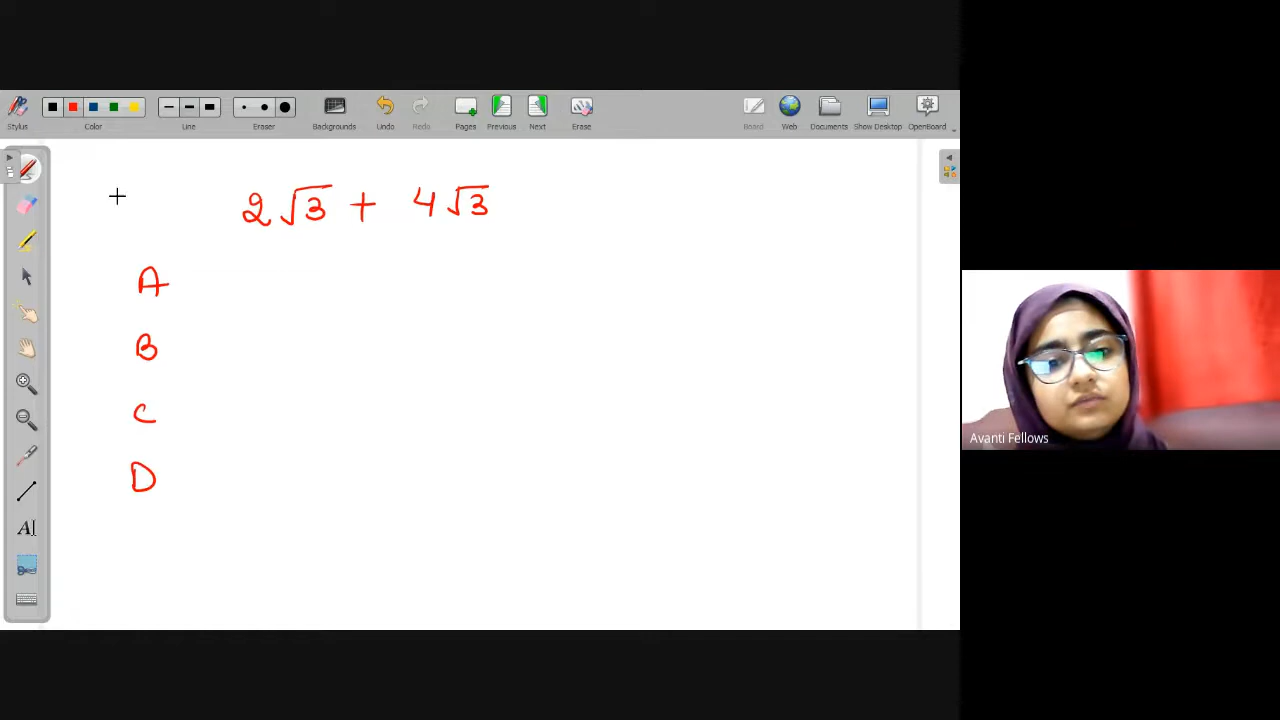 Stylus Color Line Eraser Backgrounds Undo Redo Pages Previous Next Erase Board Web Documents Show Desktop OpenBoard
2√3 + 4√3
A
B
C
D
A
Avanti Fellows